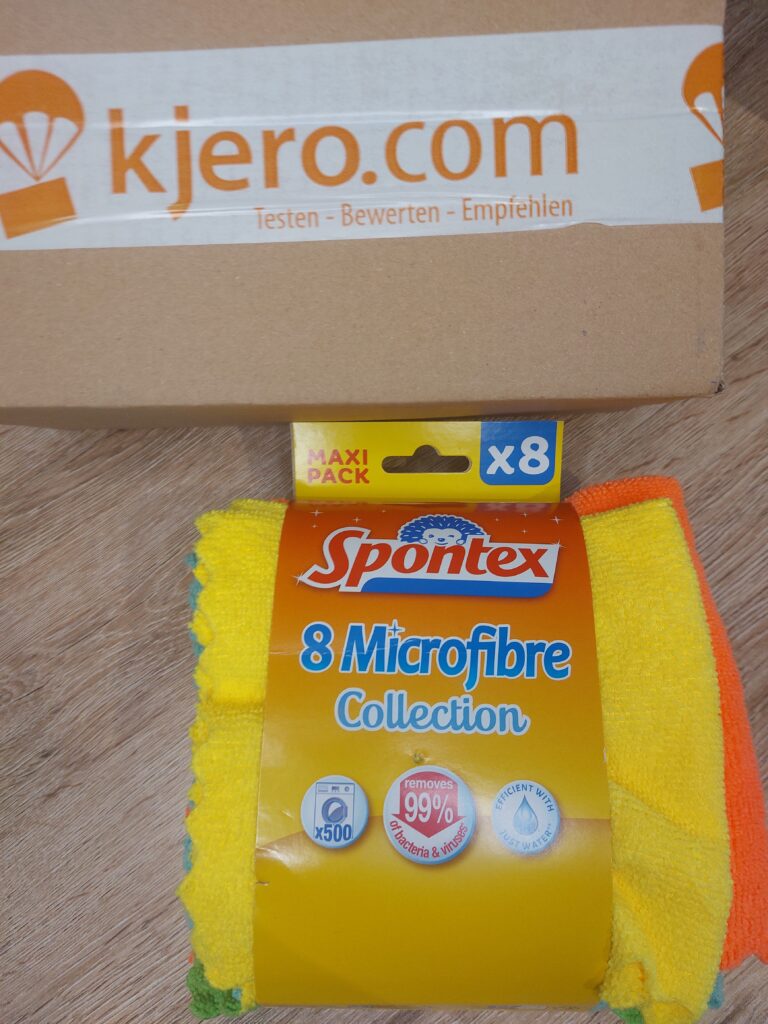 kjero.com
Testen - Bewerten - Empfehlen
MAXI
PACK
x8
Spontex
8 Microfibre
Collection
x500
removes
99%
of bacteria & viruses
EFFICIENT WITH
JUST WATER